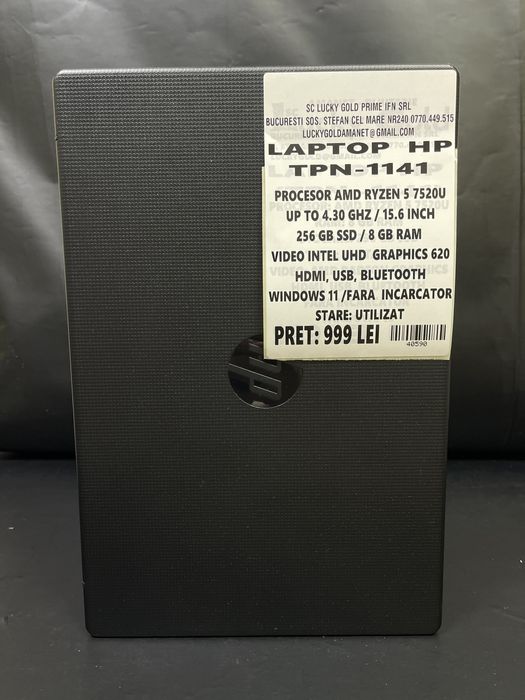 SC LUCKY GOLD PRIME IFN SRL
BUCURESTI SOS. STEFAN CEL MARE NR240 0770.449.515
LUCKYGOLDAMANET@GMAIL.COM
LAPTOP HP
TPN-1141
PROCESOR AMD RYZEN 5 7520U
UP TO 4.30 GHZ / 15.6 INCH
256 GB SSD / 8 GB RAM
VIDEO INTEL UHD GRAPHICS 620
HDMI, USB, BLUETOOTH
WINDOWS 11 /FARA INCARCATOR
STARE: UTILIZAT
PRET: 999 LEI
40590
hp